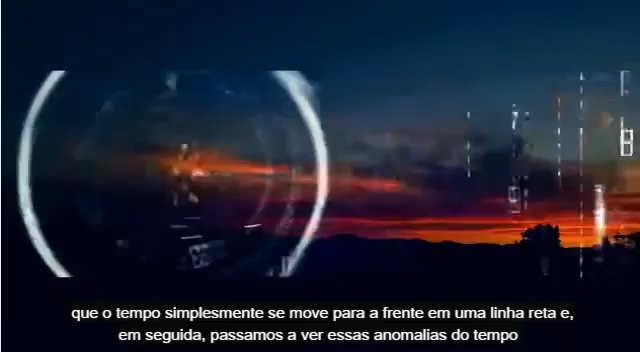 que o tempo simplesmente se move para a frente em uma linha reta e,
em seguida, passamos a ver essas anomalias do tempo